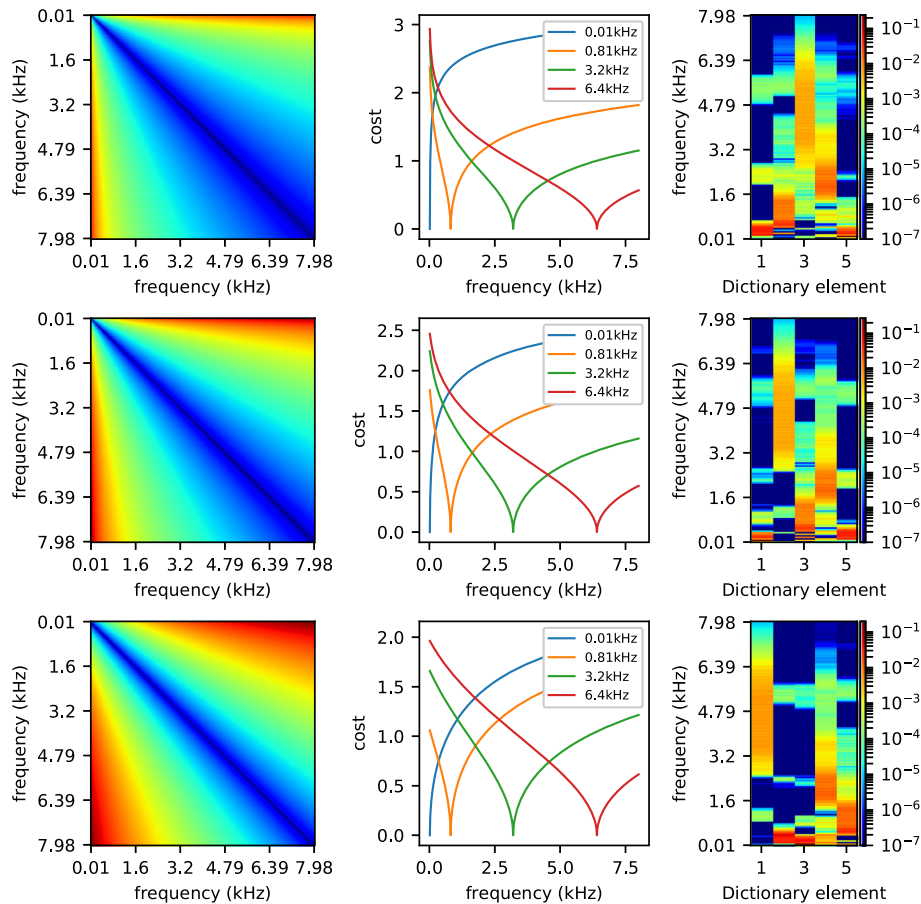 0.01
1.6
3.2
4.79
6.39
7.98
frequency (kHz)
0.01 1.6 3.2 4.79 6.39 7.98
frequency (kHz)
3
2
1
0
cost
0.01kHz
0.81kHz
3.2kHz
6.4kHz
0.0 2.5 5.0 7.5
frequency (kHz)
7.98
6.39
4.79
3.2
1.6
0.01
frequency (kHz)
1 3 5
Dictionary element
10⁻¹
10⁻²
10⁻³
10⁻⁴
10⁻⁵
10⁻⁶
10⁻⁷
0.01
1.6
3.2
4.79
6.39
7.98
frequency (kHz)
0.01 1.6 3.2 4.79 6.39 7.98
frequency (kHz)
2.5
2.0
1.5
1.0
0.5
0.0
cost
0.01kHz
0.81kHz
3.2kHz
6.4kHz
0.0 2.5 5.0 7.5
frequency (kHz)
7.98
6.39
4.79
3.2
1.6
0.01
frequency (kHz)
1 3 5
Dictionary element
10⁻¹
10⁻²
10⁻³
10⁻⁴
10⁻⁵
10⁻⁶
10⁻⁷
0.01
1.6
3.2
4.79
6.39
7.98
frequency (kHz)
0.01 1.6 3.2 4.79 6.39 7.98
frequency (kHz)
2.0
1.5
1.0
0.5
0.0
cost
0.01kHz
0.81kHz
3.2kHz
6.4kHz
0.0 2.5 5.0 7.5
frequency (kHz)
7.98
6.39
4.79
3.2
1.6
0.01
frequency (kHz)
1 3 5
Dictionary element
10⁻¹
10⁻²
10⁻³
10⁻⁴
10⁻⁵
10⁻⁶
10⁻⁷